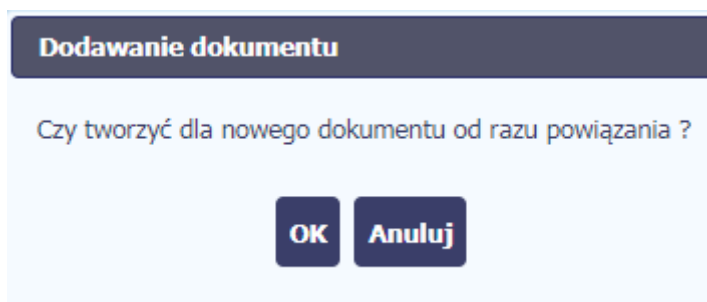 Dodawanie dokumentu
Czy tworzyć dla nowego dokumentu od razu powiązania ?
OK Anuluj